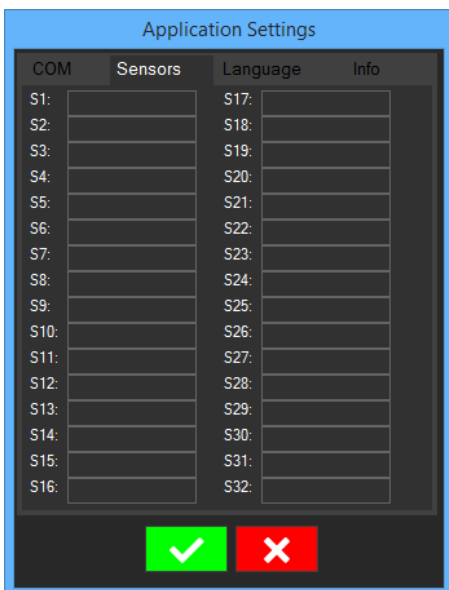 Application Settings
COM Sensors Language Info
S1: S17:
S2: S18:
S3: S19:
S4: S20:
S5: S21:
S6: S22:
S7: S23:
S8: S24:
S9: S25:
S10: S26:
S11: S27:
S12: S28:
S13: S29:
S14: S30:
S15: S31:
S16: S32: